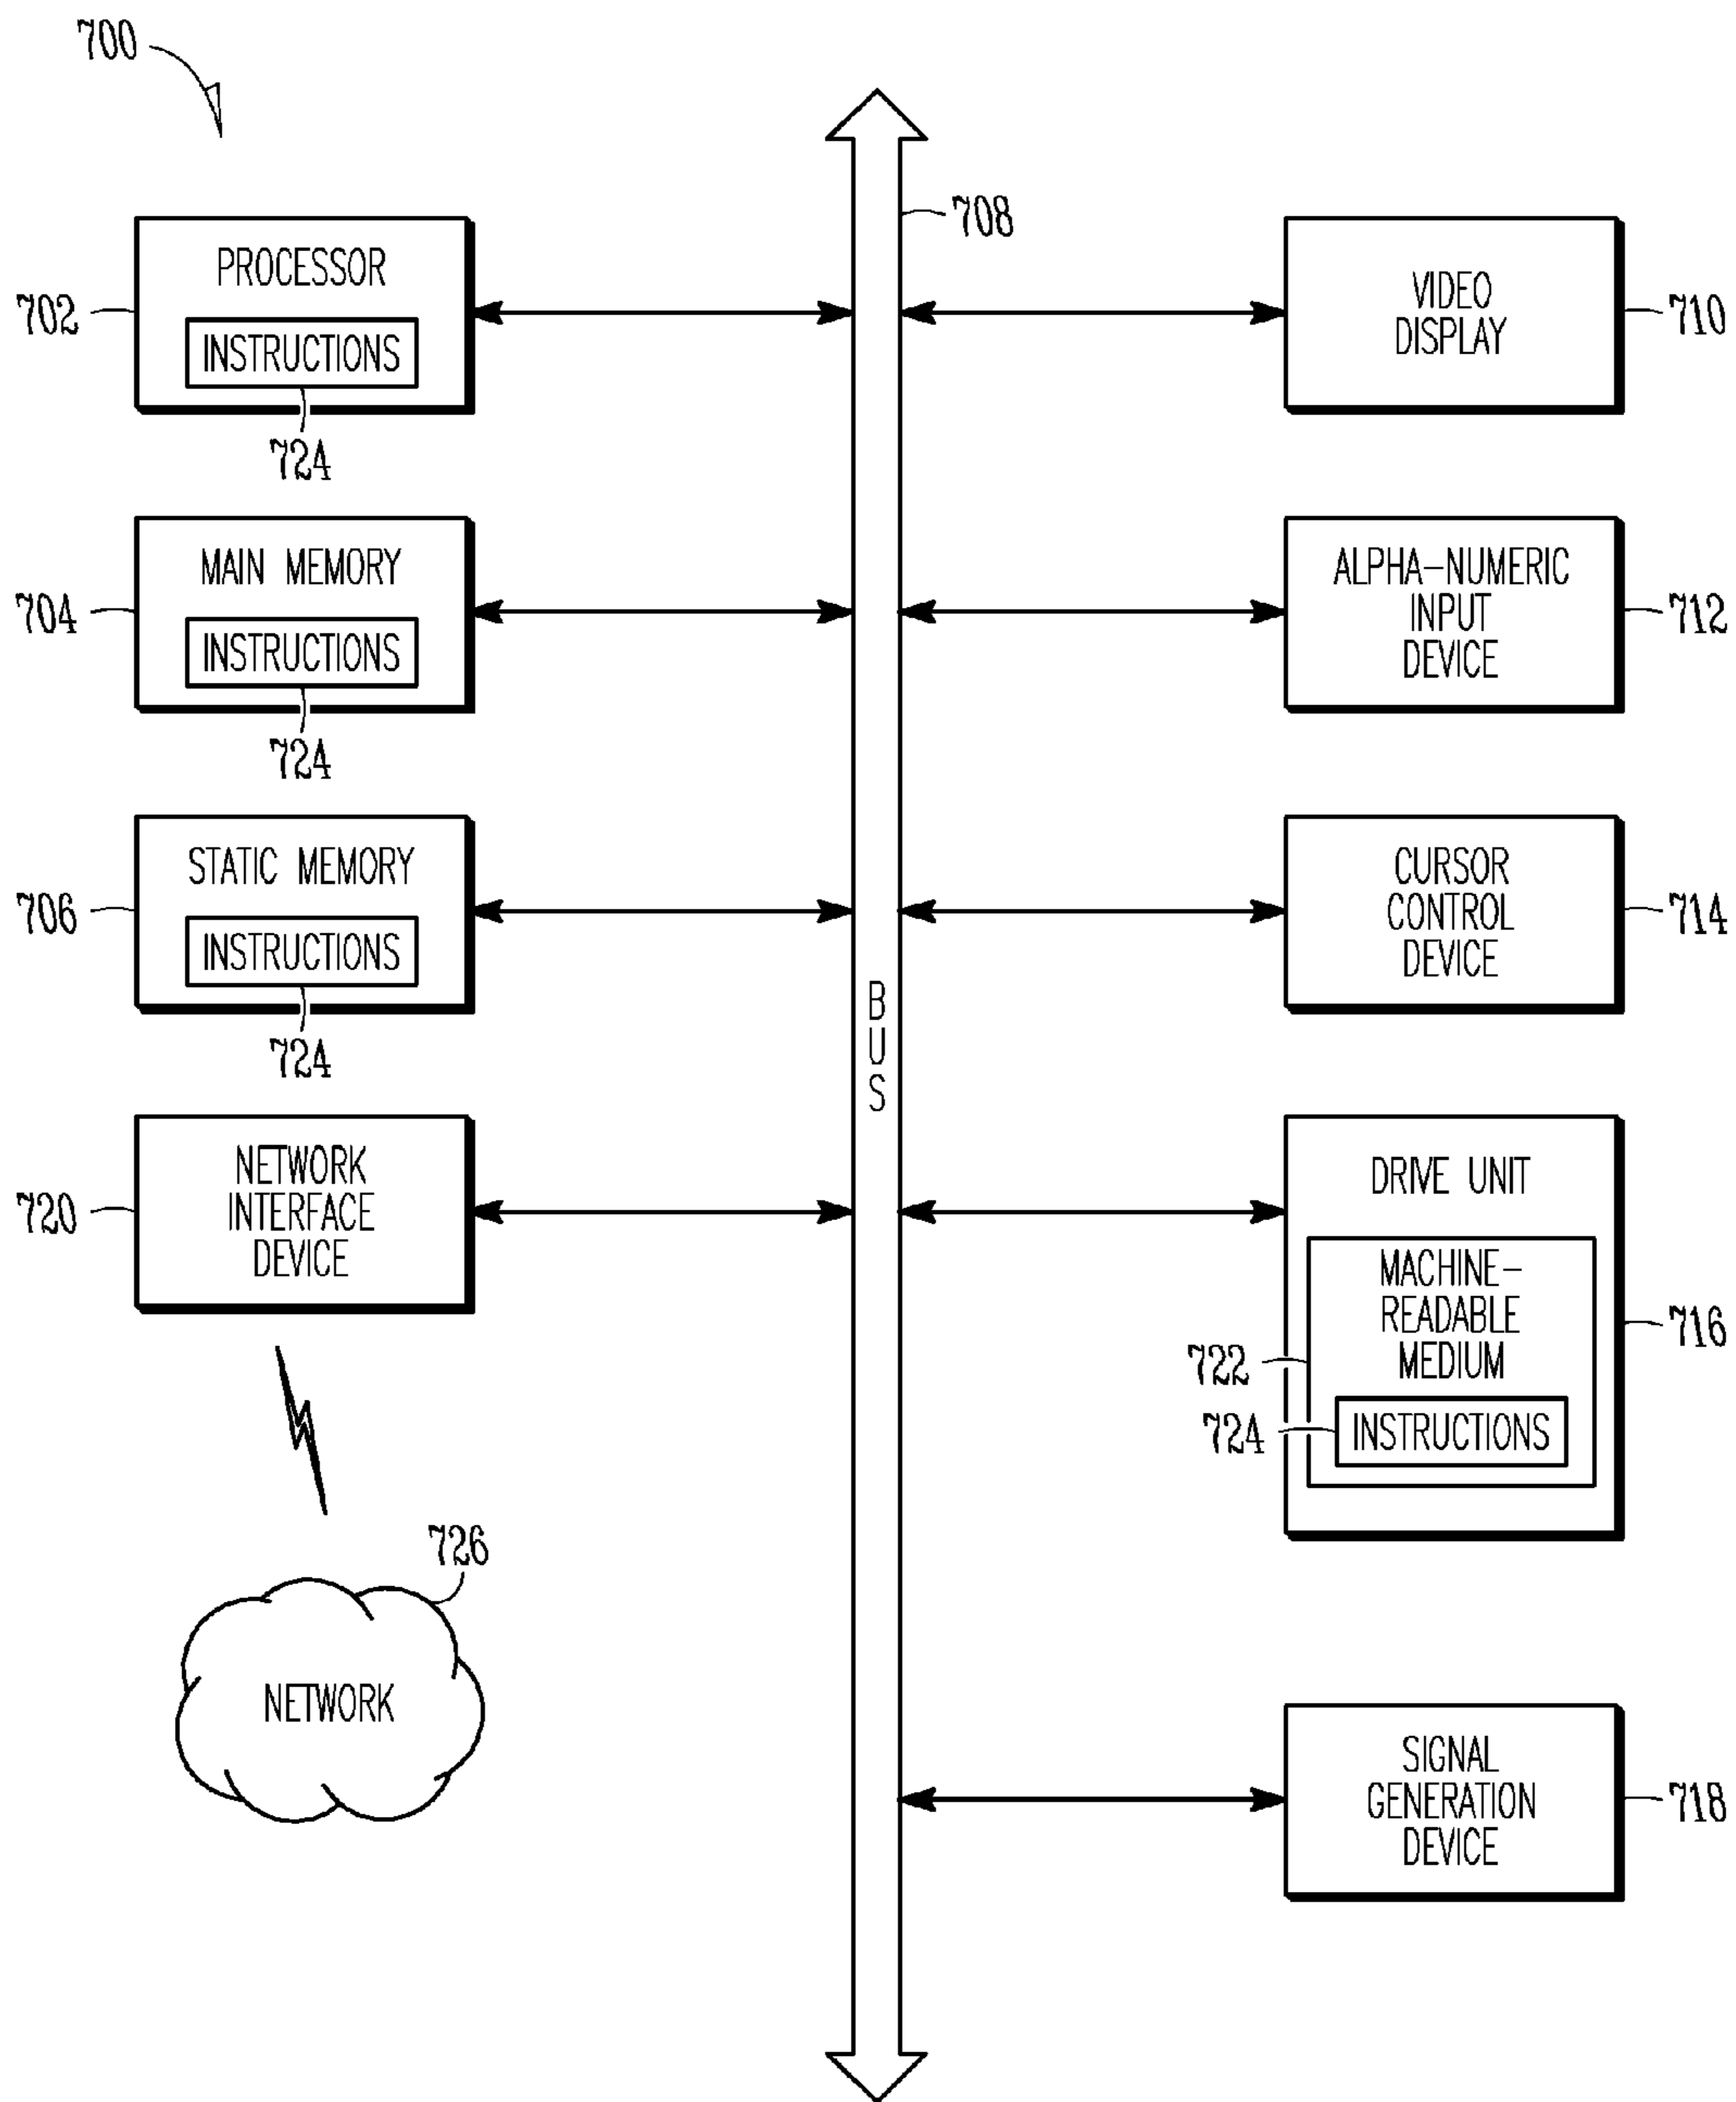 700
708
PROCESSOR
INSTRUCTIONS
702
724
MAIN MEMORY
INSTRUCTIONS
704
724
STATIC MEMORY
INSTRUCTIONS
706
724
NETWORK
INTERFACE
DEVICE
720
726
NETWORK
B
U
S
VIDEO
DISPLAY
710
ALPHA-NUMERIC
INPUT
DEVICE
712
CURSOR
CONTROL
DEVICE
714
DRIVE UNIT
MACHINE-
READABLE
MEDIUM
716
722
724
INSTRUCTIONS
SIGNAL
GENERATION
DEVICE
718